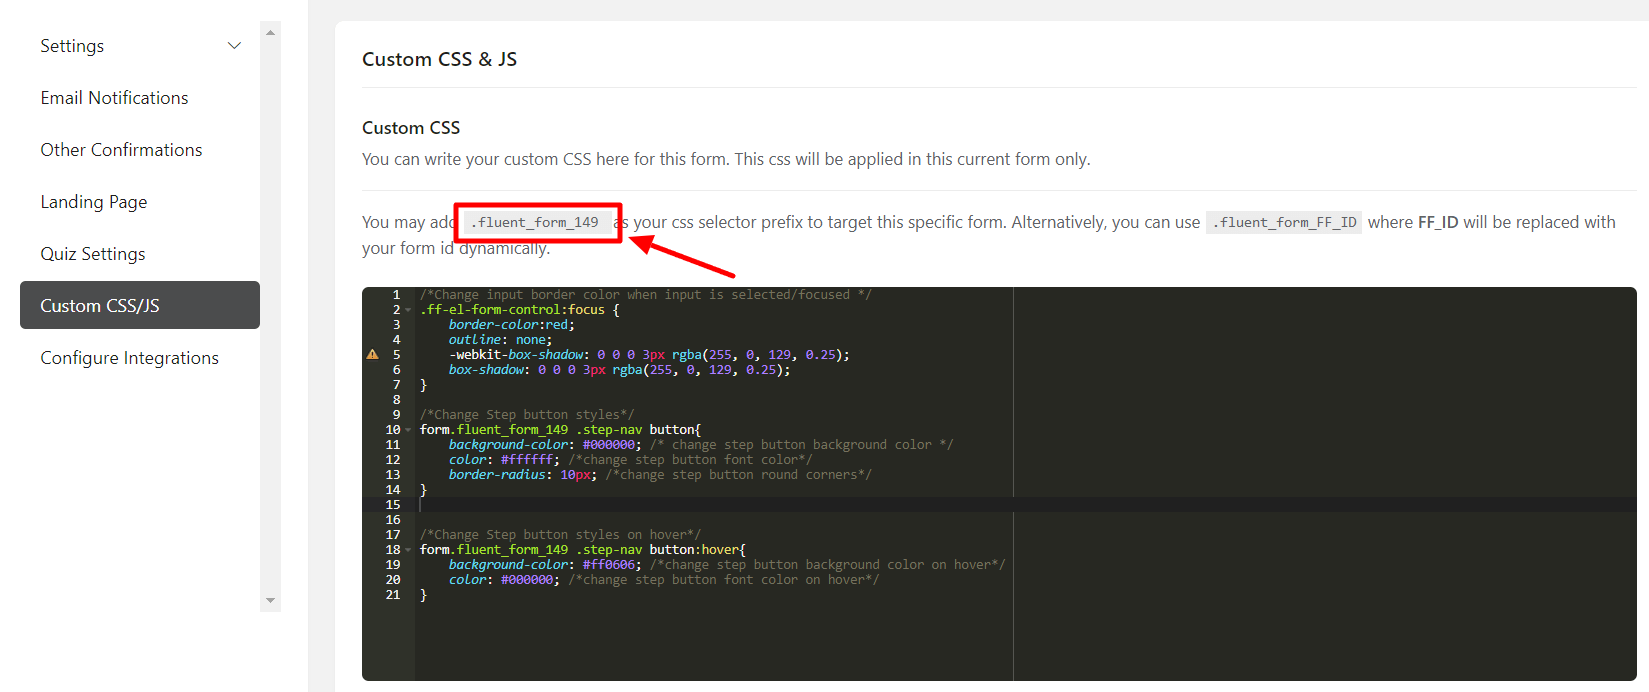 Settings
Email Notifications
Other Confirmations
Landing Page
Quiz Settings
Custom CSS/JS
Configure Integrations
Custom CSS & JS
Custom CSS
You can write your custom CSS here for this form. This css will be applied in this current form only.
You may add .fluent_form_149 as your css selector prefix to target this specific form. Alternatively, you can use .fluent_form_FF_ID where FF_ID will be replaced with
your form id dynamically.
1 /*Change input border color when input is selected/focused */
2 .ff-el-form-control:focus {
3 border-color:red;
4 outline: none;
5 -webkit-box-shadow: 0 0 0 3px rgba(255, 0, 129, 0.25);
6 box-shadow: 0 0 0 3px rgba(255, 0, 129, 0.25);
7 }
8
9 /*Change Step button styles*/
10 form.fluent_form_149 .step-nav button{
11 background-color: #000000; /* change step button background color */
12 color: #ffffff; /*change step button font color*/
13 border-radius: 10px; /*change step button round corners*/
14 }
15
16
17 /*Change Step button styles on hover*/
18 form.fluent_form_149 .step-nav button:hover{
19 background-color: #ff0606; /*change step button background color on hover*/
20 color: #000000; /*change step button font color on hover*/
21 }